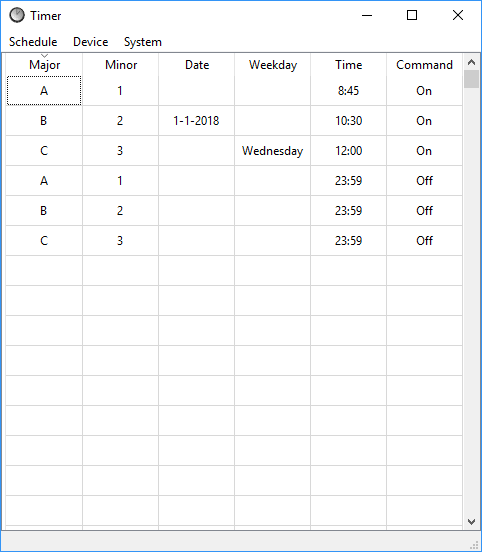 Timer
Schedule Device System
Major Minor Date Weekday Time Command
A 1 8:45 On
B 2 1-1-2018 10:30 On
C 3 Wednesday 12:00 On
A 1 23:59 Off
B 2 23:59 Off
C 3 23:59 Off